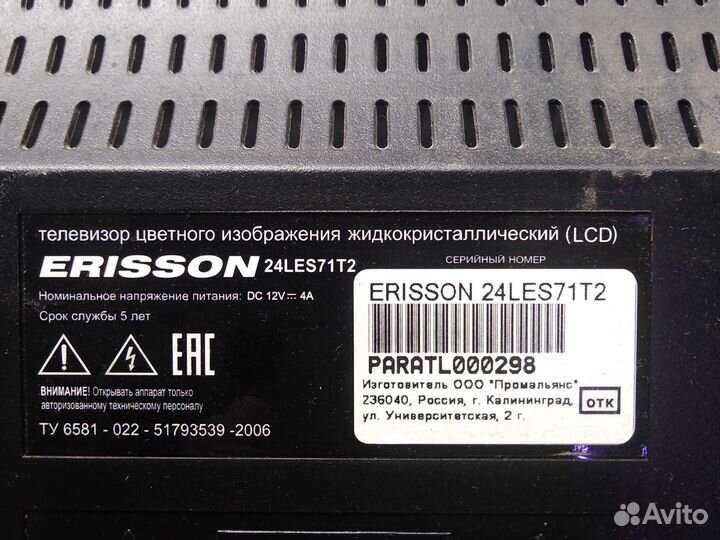 телевизор цветного изображения жидкокристаллический (LCD)
ERISSON 24LES71T2
СЕРИЙНЫЙ НОМЕР
Номинальное напряжение питания: DC 12V⎓ 4A
Срок службы 5 лет
EAC
ВНИМАНИЕ! Открывать аппарат только
авторизованному техническому персоналу
ТУ 6581 - 022 - 51793539 -2006
ERISSON 24LES71T2
PARATL000298
Изготовитель ООО "Промальянс"
236040, Россия, г. Калининград,
ул. Университетская, 2 г.
ОТК
Avito